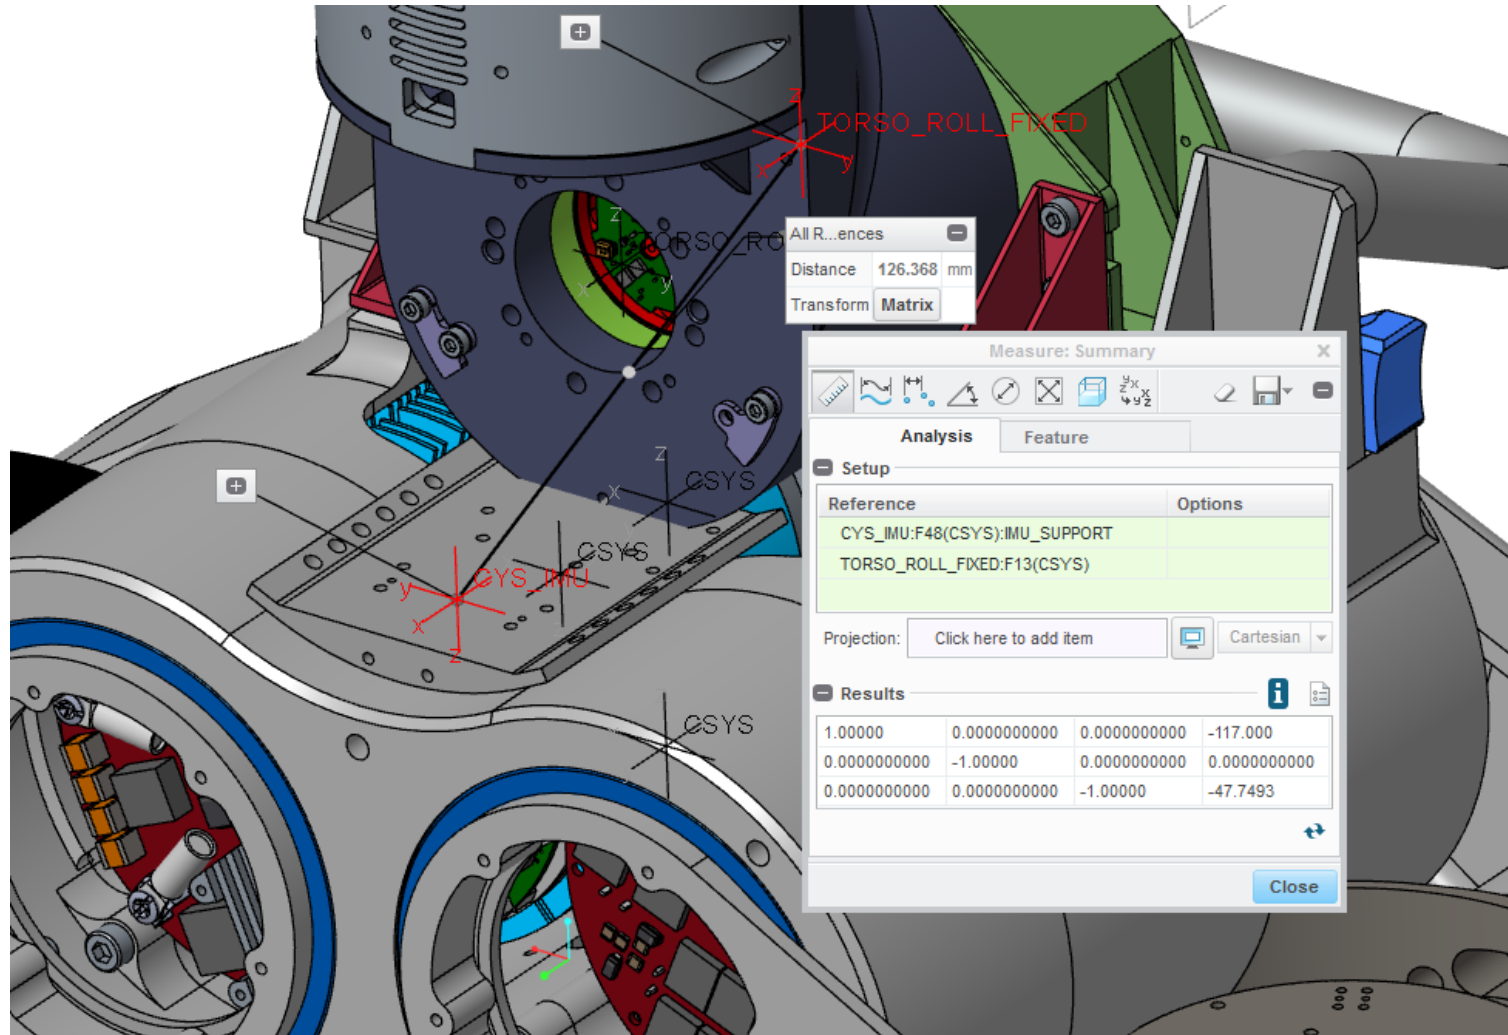 z
TORSO_ROLL_FIXED
x
y
z
TORSO_RO
x
y
All R...ences
Distance 126.368 mm
Transform Matrix
Measure: Summary
Analysis Feature
Setup
Reference Options
CYS_IMU:F48(CSYS):IMU_SUPPORT
TORSO_ROLL_FIXED:F13(CSYS)
Projection: Click here to add item Cartesian
Results
1.00000 0.0000000000 0.0000000000 -117.000
0.0000000000 -1.00000 0.0000000000 0.0000000000
0.0000000000 0.0000000000 -1.00000 -47.7493
Close
z
x
CSYS
CSYS
CYS_IMU
y
x
z
CSYS